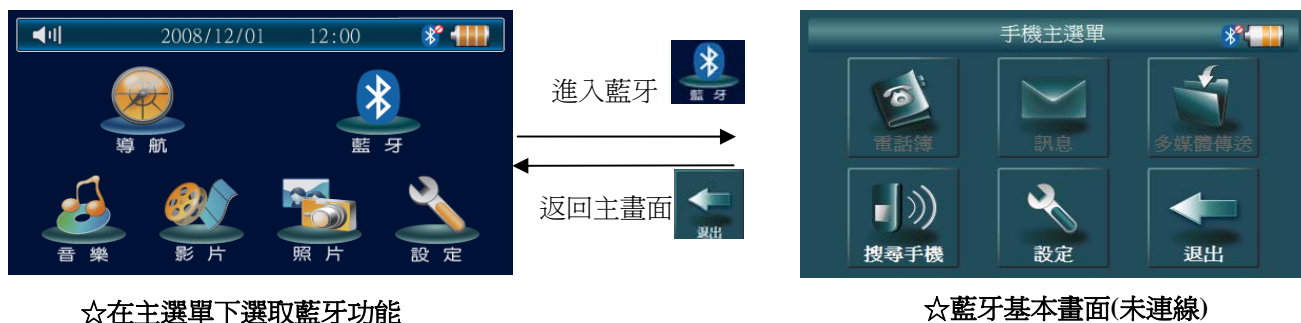 2008/12/01 12:00
導航
藍牙
音樂
影片
照片
設定
☆在主選單下選取藍牙功能
進入藍牙
藍牙
返回主畫面
退出
手機主選單
電話簿
訊息
多媒體傳送
搜尋手機
設定
退出
☆藍牙基本畫面(未連線)